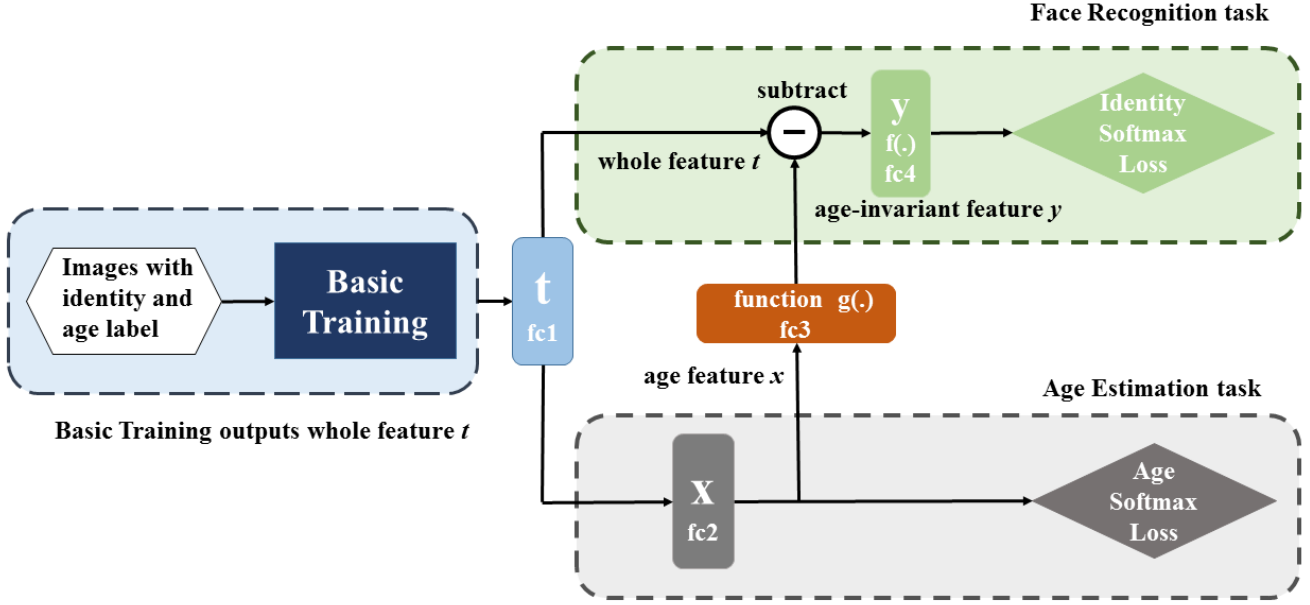 Face Recognition task
subtract
y
f(.)
fc4
Identity
Softmax
Loss
whole feature t
age-invariant feature y
Images with
identity and
age label
Basic
Training
t
fc1
function g(.)
fc3
age feature x
Basic Training outputs whole feature t
Age Estimation task
x
fc2
Age
Softmax
Loss